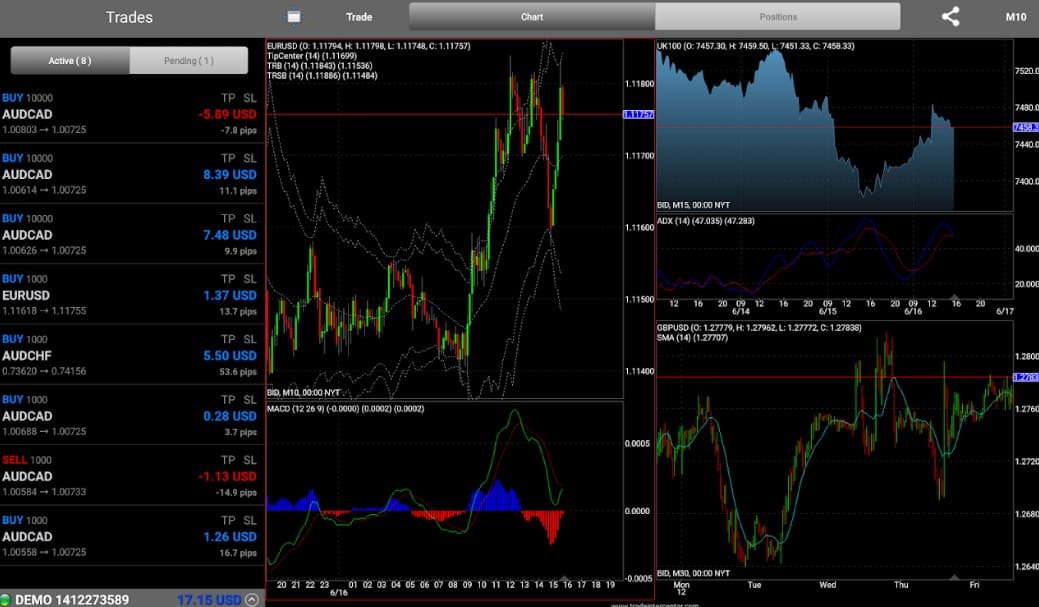 Trades
Trade
Chart
Positions
M10
Active ( 8 )
Pending ( 1 )
BUY 10000 TP SL
AUDCAD -5.89 USD
1.00803 → 1.00725 -7.8 pips
BUY 10000 TP SL
AUDCAD 8.39 USD
1.00614 → 1.00725 11.1 pips
BUY 10000 TP SL
AUDCAD 7.48 USD
1.00626 → 1.00725 9.9 pips
BUY 1000 TP SL
EURUSD 1.37 USD
1.11618 → 1.11755 13.7 pips
BUY 1000 TP SL
AUDCHF 5.50 USD
0.73620 → 0.74156 53.6 pips
BUY 1000 TP SL
AUDCAD 0.28 USD
1.00688 → 1.00725 3.7 pips
SELL 1000 TP SL
AUDCAD -1.13 USD
1.00584 → 1.00733 -14.9 pips
BUY 1000 TP SL
AUDCAD 1.26 USD
1.00558 → 1.00725 16.7 pips
DEMO 1412273589 17.15 USD
EURUSD (O: 1.11794, H: 1.11798, L: 1.11748, C: 1.11757)
TipCenter (14) (1.11699)
TRB (14) (1.11843) (1.11536)
TRSB (14) (1.11886) (1.11484)
1.11800
1.11757
1.11700
1.11600
1.11500
1.11400
BID, M10, 00:00 NYT
MACD (12 26 9) (-0.0000) (0.0002) (0.0002)
0.0005
0.0000
-0.0005
20 21 22 23 01 02 03 04 05 06 07 08 09 10 11 12 13 14 15 16 17 18 19
6/16
UK100 (O: 7457.30, H: 7459.50, L: 7451.33, C: 7458.33)
7520.0
7480.0
7458.3
7440.0
7400.0
BID, M15, 00:00 NYT
ADX (14) (47.035) (47.283)
40.000
20.000
12 16 20 09 12 16 20 09 12 16 20 09 12 16 20
6/14 6/15 6/16 6/17
GBPUSD (O: 1.27779, H: 1.27962, L: 1.27772, C: 1.27838)
SMA (14) (1.27707)
1.2800
1.2783
1.2760
1.2720
1.2680
1.2640
BID, M30, 00:00 NYT
Mon Tue Wed Thu Fri
12
www.tradeinterceptor.com